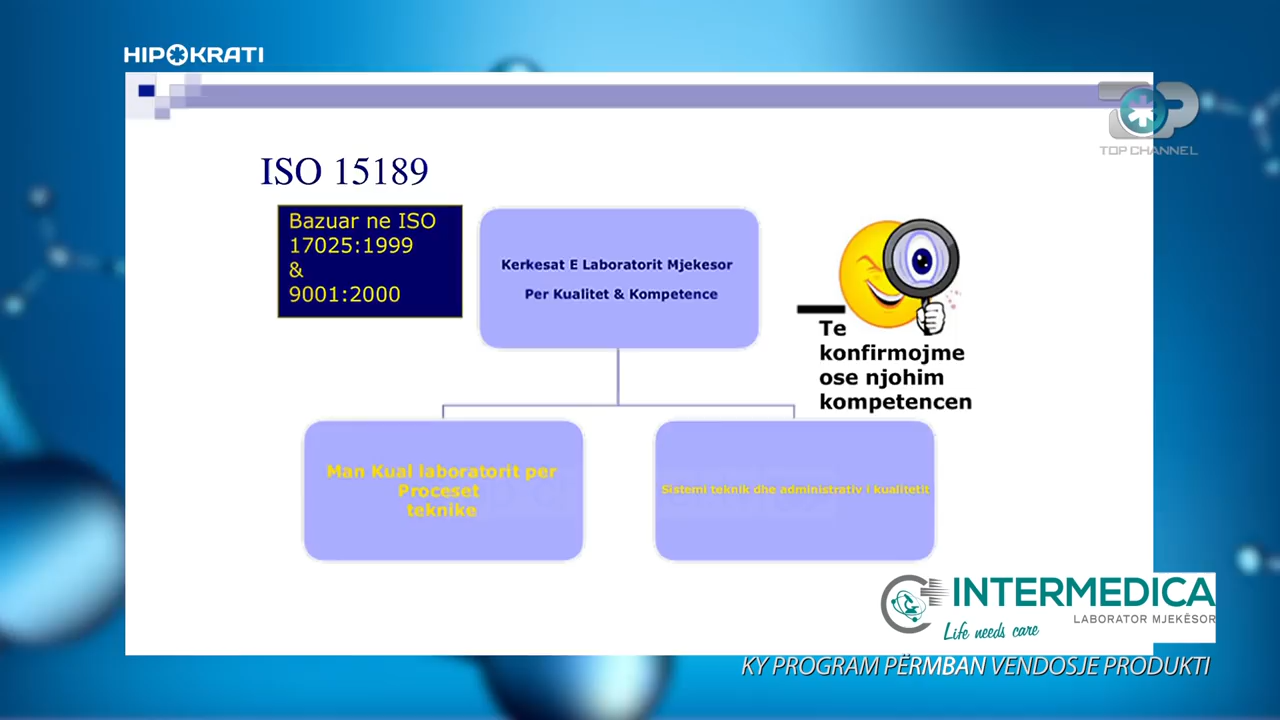 HIPOKRATI
TOP CHANNEL
ISO 15189
Bazuar ne ISO
17025:1999
&
9001:2000
Kerkesat E Laboratorit Mjekesor
Per Kualitet & Kompetence
Te
konfirmojme
ose njohim
kompetencen
Man Kual laboratorit per
Proceset
teknike
Sistemi teknik dhe administrativ i kualitetit
INTERMEDICA
LABORATOR MJEKËSOR
Life needs care
KY PROGRAM PËRMBAN VENDOSJE PRODUKTI